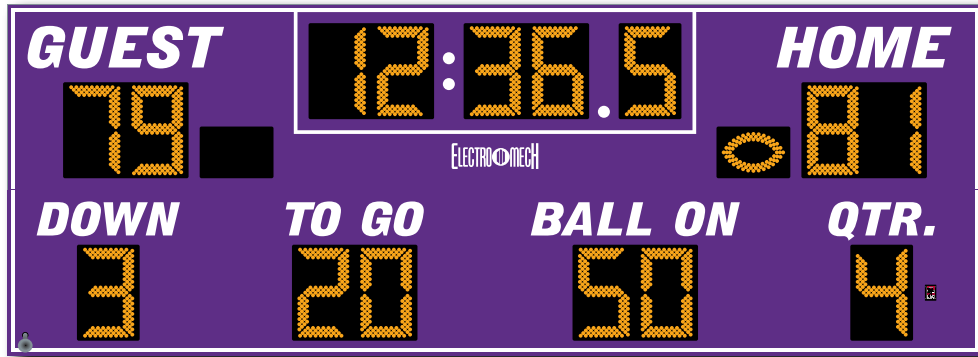 GUEST 12:36.5 HOME
79 81
ELECTRO MECH
DOWN TO GO BALL ON QTR.
3 20 50 4